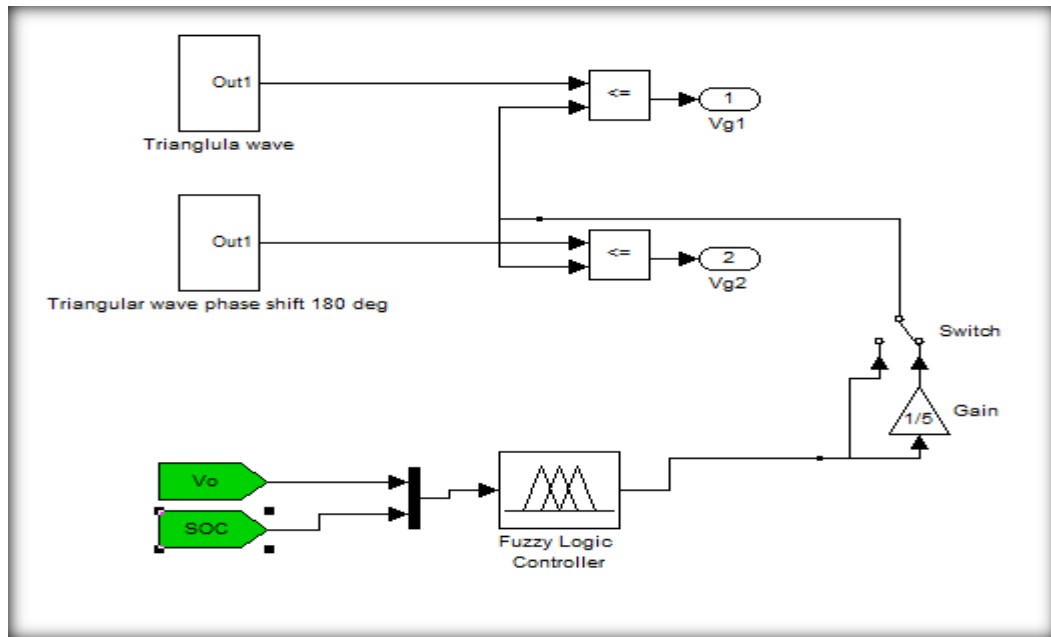 Out1
<=
1
Vg1
Trianglula wave
Out1
<=
2
Vg2
Triangular wave phase shift 180 deg
Switch
1/5
Gain
Vo
SOC
Fuzzy Logic
Controller